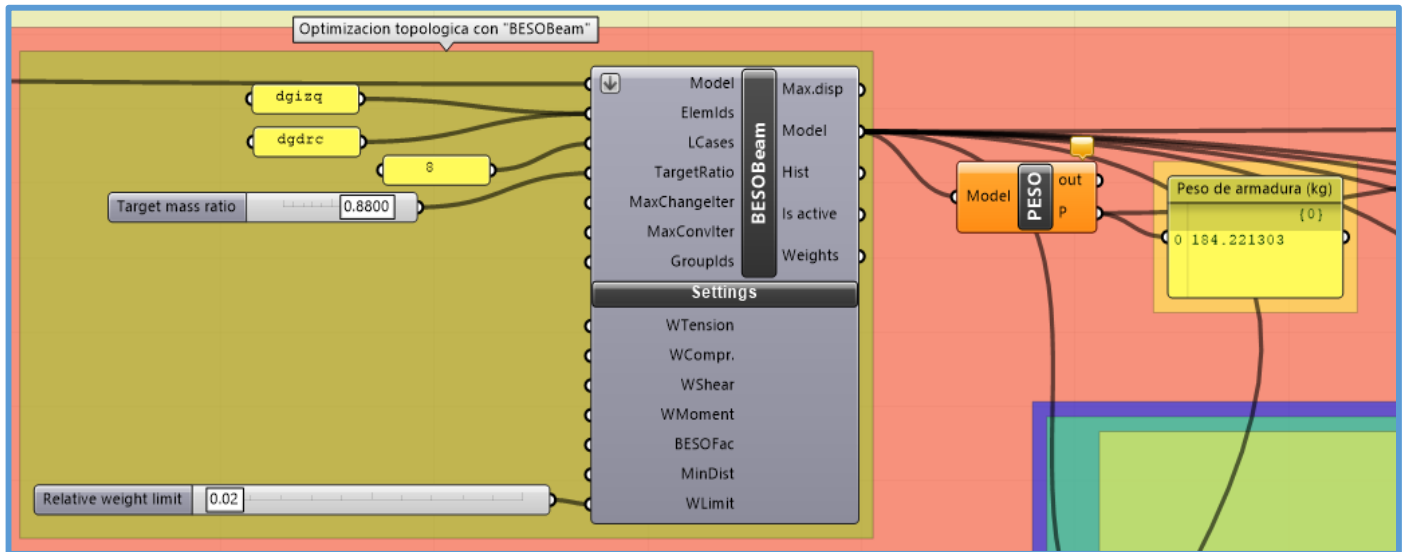 Optimizacion topologica con "BESOBeam"
dgizq
dgdrc
8
Target mass ratio 0.8800
Relative weight limit 0.02
Model
ElemIds
LCases
TargetRatio
MaxChangeIter
MaxConvIter
GroupIds
BESOBeam
Max.disp
Model
Hist
Is active
Weights
Settings
WTension
WCompr.
WShear
WMoment
BESOFac
MinDist
WLimit
Model
PESO
out
P
Peso de armadura (kg)
{0}
0 184.221303